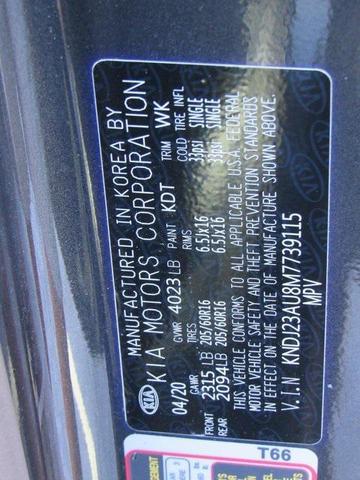 MANUFACTURED IN KOREA BY
KIA MOTORS CORPORATION
KIA
04/20 GVWR 4023LB PAINT KDT TRIM WK
GAWR TIRES RIMS COLD TIRE INFL
FRONT 2315LB 205/60R16 6.5Jx16 33psi SINGLE
REAR 2094LB 205/60R16 6.5Jx16 33psi SINGLE
THIS VEHICLE CONFORMS TO ALL APPLICABLE U.S.A. FEDERAL
MOTOR VEHICLE SAFETY AND THEFT PREVENTION STANDARDS
IN EFFECT ON THE DATE OF MANUFACTURE SHOWN ABOVE.
V.I.N KNDJ23AU8M7739115
MPV
T66